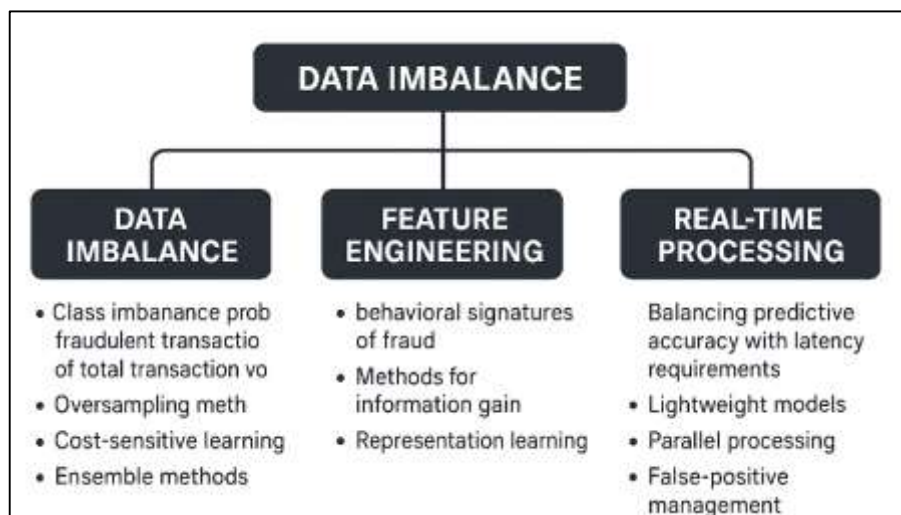 DATA IMBALANCE
DATA
IMBALANCE
• Class imbanance prob
fraudulent transactio
of total transaction vo
• Oversampling meth
• Cost-sensitive learning
• Ensemble methods
FEATURE
ENGINEERING
• behavioral signatures
of fraud
• Methods for
information gain
• Representation learning
REAL-TIME
PROCESSING
Balancing predictive
accuracy with latency
requirements
• Lightweight models
• Parallel processing
• False-positive
management